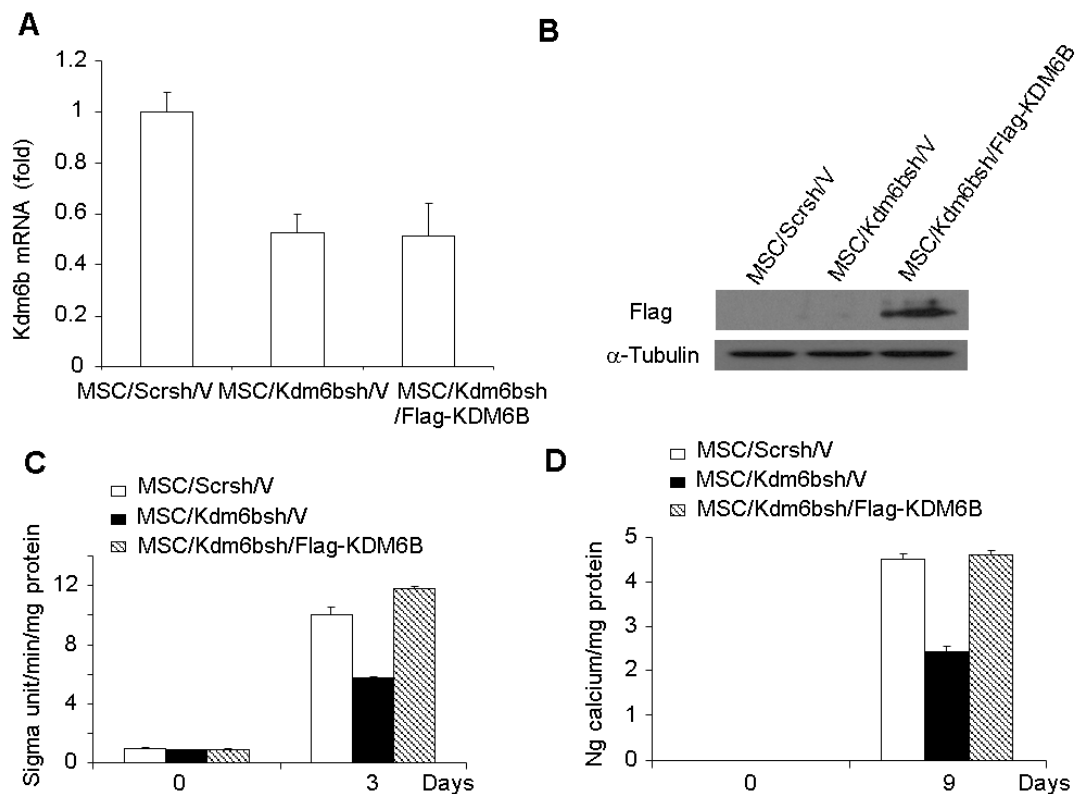 A
1.2
1
0.8
0.6
0.4
0.2
0
Kdm6b mRNA (fold)
MSC/Scrsh/V MSC/Kdm6bsh/V MSC/Kdm6bsh
/Flag-KDM6B
B
MSC/Scrsh/V
MSC/Kdm6bsh/V
MSC/Kdm6bsh/Flag-KDM6B
Flag
α-Tubulin
C
MSC/Scrsh/V
MSC/Kdm6bsh/V
MSC/Kdm6bsh/Flag-KDM6B
Sigma unit/min/mg protein
12
9
6
3
0
0 3 Days
D
MSC/Scrsh/V
MSC/Kdm6bsh/V
MSC/Kdm6bsh/Flag-KDM6B
Ng calcium/mg protein
5
4
3
2
1
0
0 9 Days